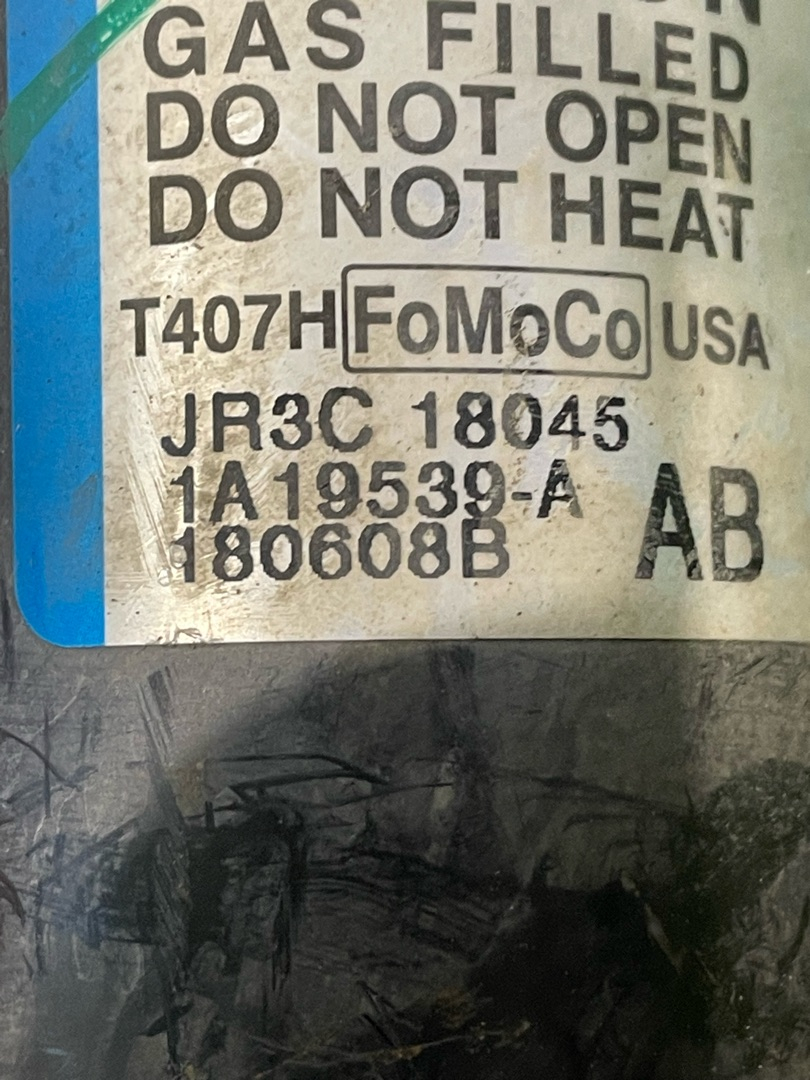 GAS FILLED
DO NOT OPEN
DO NOT HEAT
T407H FoMoCo USA
JR3C 18045
1A19539-A AB
180608B